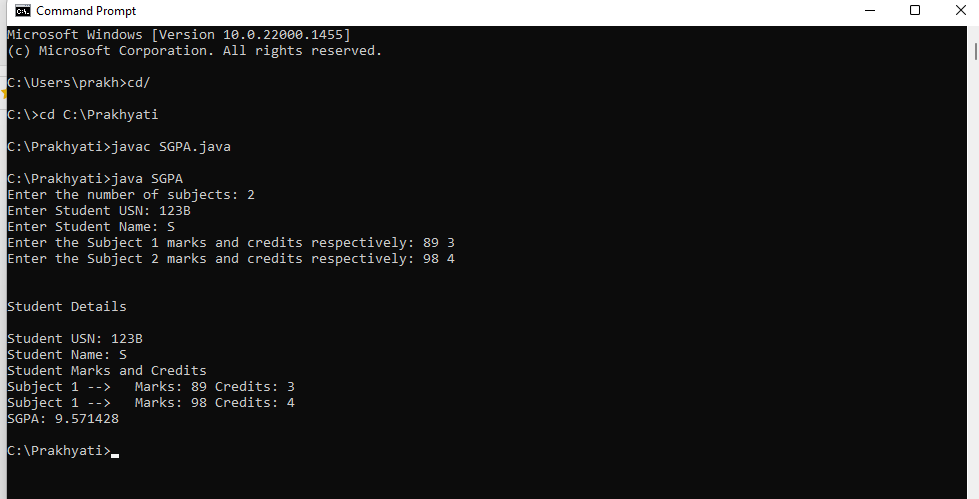 Command Prompt
Microsoft Windows [Version 10.0.22000.1455]
(c) Microsoft Corporation. All rights reserved.
C:\Users\prakh>cd/
C:\>cd C:\Prakhyati
C:\Prakhyati>javac SGPA.java
C:\Prakhyati>java SGPA
Enter the number of subjects: 2
Enter Student USN: 123B
Enter Student Name: S
Enter the Subject 1 marks and credits respectively: 89 3
Enter the Subject 2 marks and credits respectively: 98 4
Student Details
Student USN: 123B
Student Name: S
Student Marks and Credits
Subject 1 -->   Marks: 89 Credits: 3
Subject 1 -->   Marks: 98 Credits: 4
SGPA: 9.571428
C:\Prakhyati>